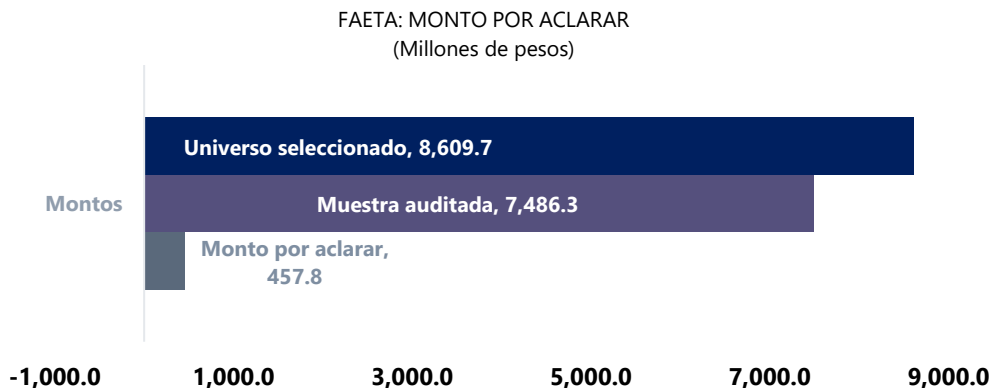 FAETA: MONTO POR ACLARAR
(Millones de pesos)
Universo seleccionado, 8,609.7
Montos
Muestra auditada, 7,486.3
Monto por aclarar,
457.8
-1,000.0 1,000.0 3,000.0 5,000.0 7,000.0 9,000.0